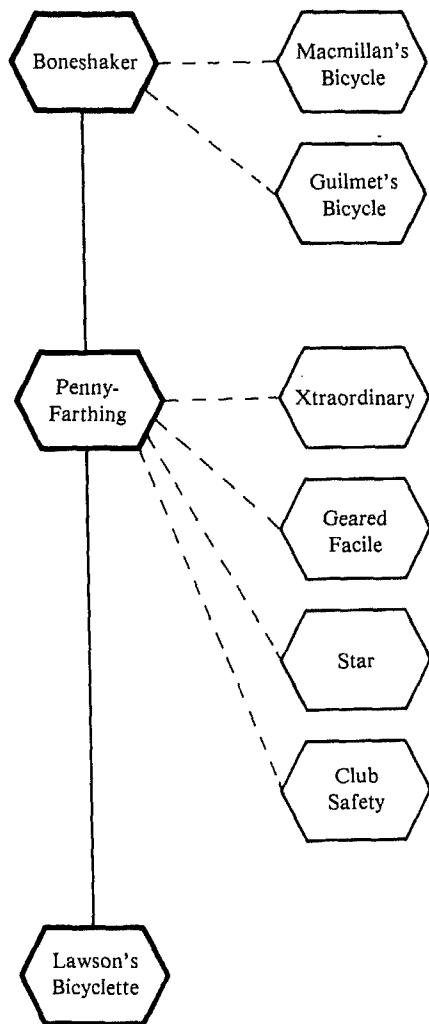 Boneshaker
Macmillan's
Bicycle
Guilmet's
Bicycle
Penny-
Farthing
Xtraordinary
Geared
Facile
Star
Club
Safety
Lawson's
Bicyclette